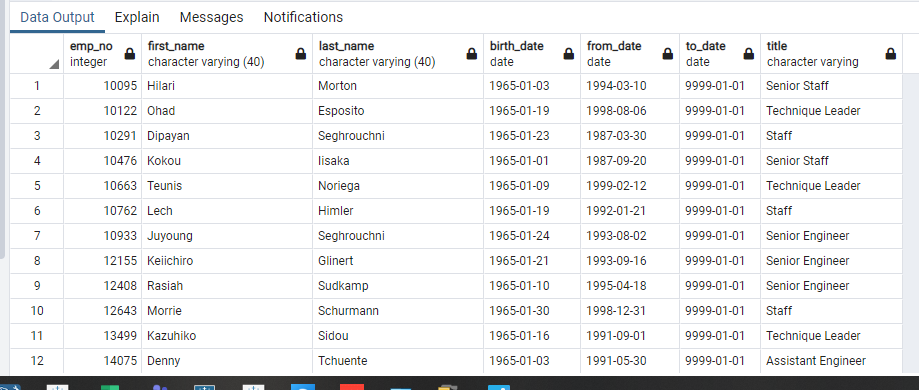 Data Output Explain Messages Notifications
emp_no first_name last_name birth_date from_date to_date title
integer character varying (40) character varying (40) date date date character varying
1 10095 Hilari Morton 1965-01-03 1994-03-10 9999-01-01 Senior Staff
2 10122 Ohad Esposito 1965-01-19 1998-08-06 9999-01-01 Technique Leader
3 10291 Dipayan Seghrouchni 1965-01-23 1987-03-30 9999-01-01 Staff
4 10476 Kokou Iisaka 1965-01-01 1987-09-20 9999-01-01 Senior Staff
5 10663 Teunis Noriega 1965-01-09 1999-02-12 9999-01-01 Technique Leader
6 10762 Lech Himler 1965-01-19 1992-01-21 9999-01-01 Staff
7 10933 Juyoung Seghrouchni 1965-01-24 1993-08-02 9999-01-01 Senior Engineer
8 12155 Keiichiro Glinert 1965-01-21 1993-09-16 9999-01-01 Senior Engineer
9 12408 Rasiah Sudkamp 1965-01-10 1995-04-18 9999-01-01 Senior Engineer
10 12643 Morrie Schurmann 1965-01-30 1998-12-31 9999-01-01 Staff
11 13499 Kazuhiko Sidou 1965-01-16 1991-09-01 9999-01-01 Technique Leader
12 14075 Denny Tchuente 1965-01-03 1991-05-30 9999-01-01 Assistant Engineer